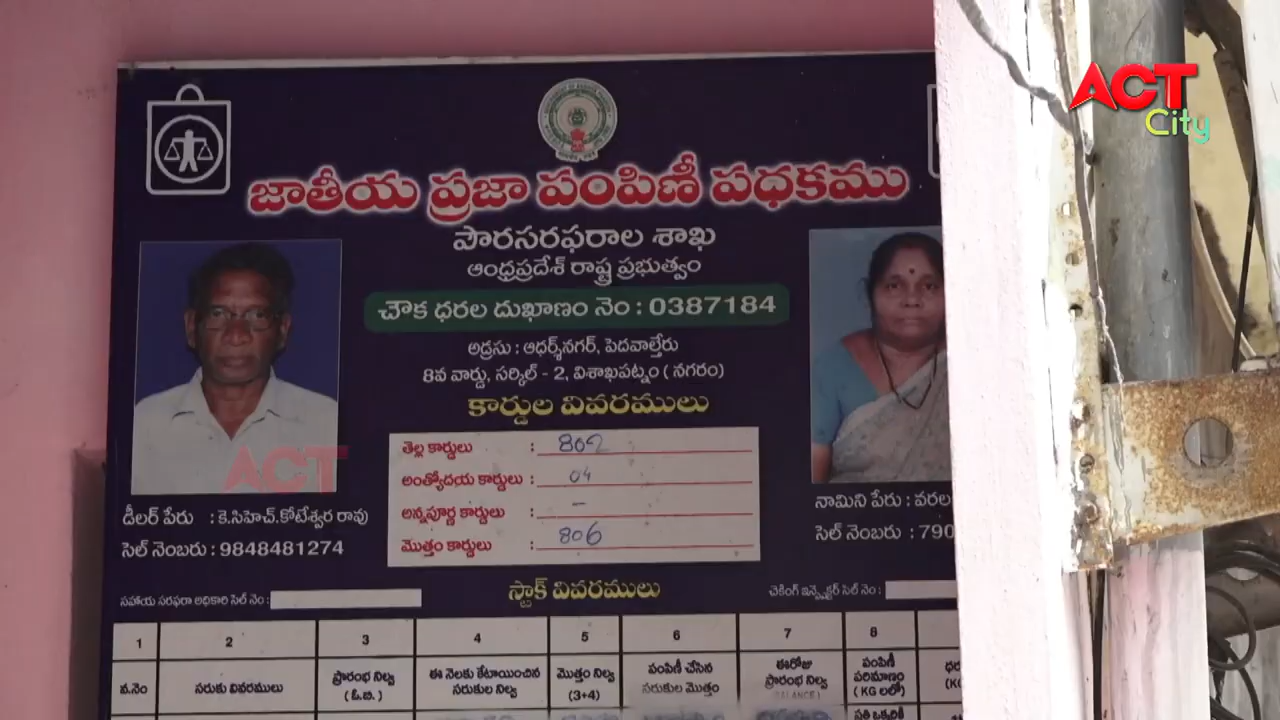 ACT
City
జాతీయ ప్రజా పంపిణీ పధకము
పౌరసరఫరాల శాఖ
ఆంధ్రప్రదేశ్ రాష్ట్ర ప్రభుత్వం
చౌక ధరల దుఖాణం నెం : 0387184
అడ్రసు : ఆధర్శ్‌నగర్, పెదవాల్తేరు
8వ వార్డు, సర్కిల్ - 2, విశాఖపట్నం ( నగరం)
కార్డుల వివరములు
తెల్ల కార్డులు : 802
అంత్యోదయ కార్డులు : 04
అన్నపూర్ణ కార్డులు : -
మొత్తం కార్డులు : 806
ACT
డీలర్ పేరు : కె.సిహెచ్.కోటేశ్వర రావు
సెల్ నెంబరు : 9848481274
నామిని పేరు : వరల
సెల్ నెంబరు : 790
సహాయ సరఫరా అధికారి సెల్ నెం :
స్టాక్ వివరములు
చెకింగ్ ఇన్స్పెక్టర్ సెల్ నెం :
1 2 3 4 5 6 7 8
వ.నెం సరుకు వివరములు ప్రారంభ నిల్వ (ఓ.బి.) ఈ నెలకు కేటాయించిన సరుకుల నిల్వ మొత్తం నిల్వ (3+4) పంపిణీ చేసిన సరుకుల మొత్తం ఈరోజు ప్రారంభ నిల్వ (BALANCE) పంపిణీ పరిమాణం ( KG లలో)